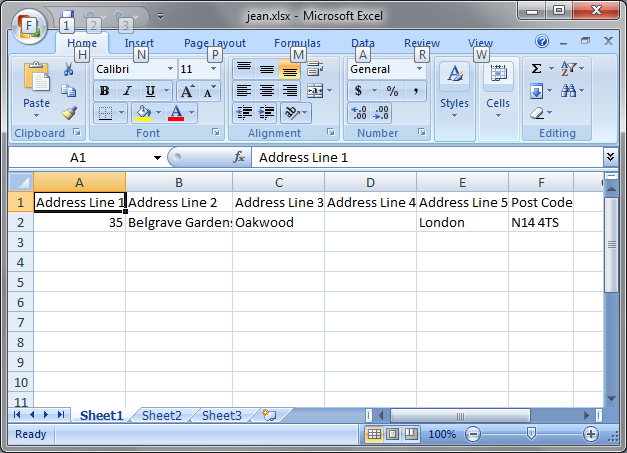 jean.xlsx - Microsoft Excel
F 1 2 3
Home Insert Page Layout Formulas Data Review View
H N P M A R W
Paste Calibri 11 General Styles Cells
B I U $ % ,
A
Clipboard Font Alignment Number Editing
A1 fx Address Line 1
A B C D E F
1 Address Line 1 Address Line 2 Address Line 3 Address Line 4 Address Line 5 Post Code
2 35 Belgrave Gardens Oakwood London N14 4TS
3
4
5
6
7
8
9
10
11
Sheet1 Sheet2 Sheet3
Ready 100%